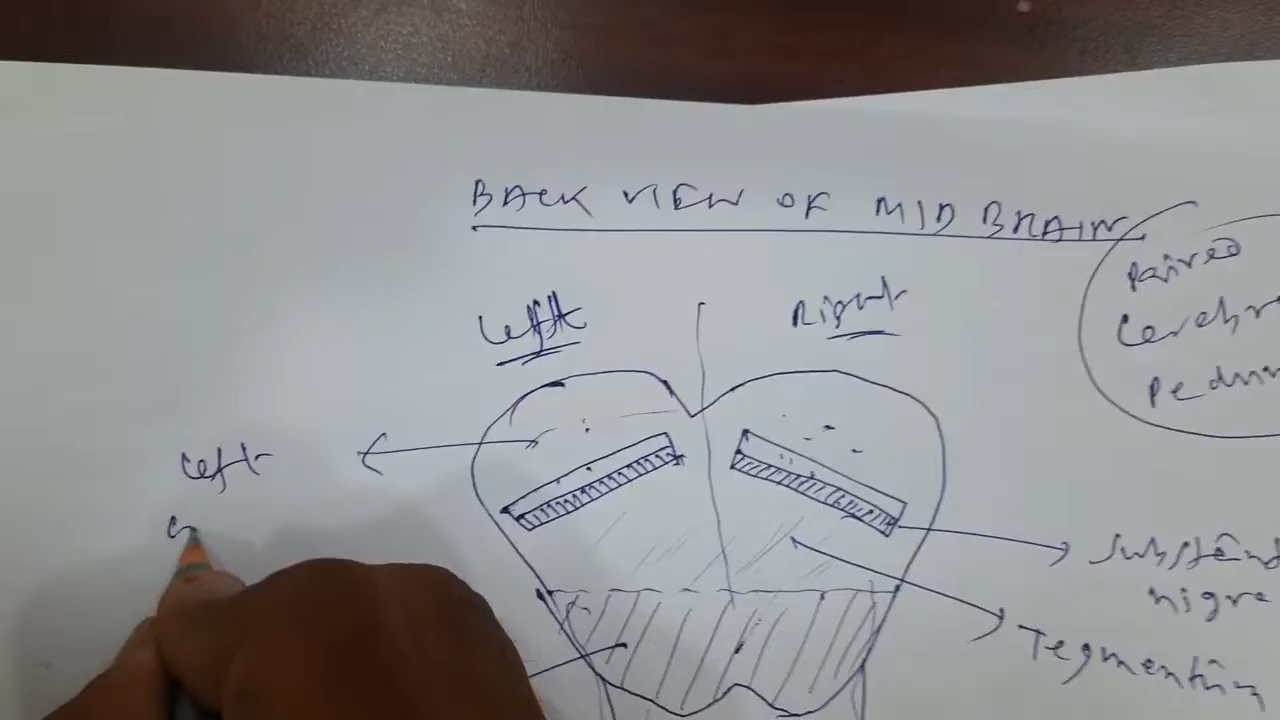 BACK VIEW OF MID BRAIN
Left
Right
Paired
Cerebr
Pedun
left
Substan
nigra
Tegmentum